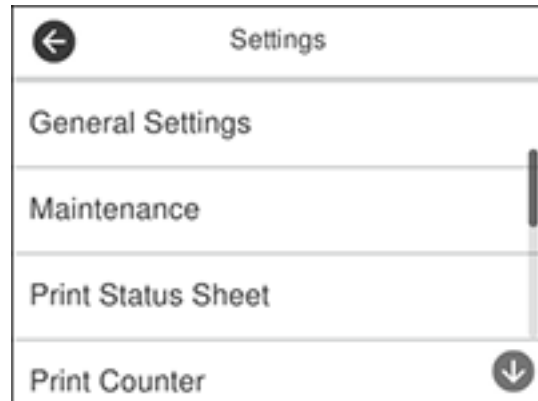 Settings
General Settings
Maintenance
Print Status Sheet
Print Counter